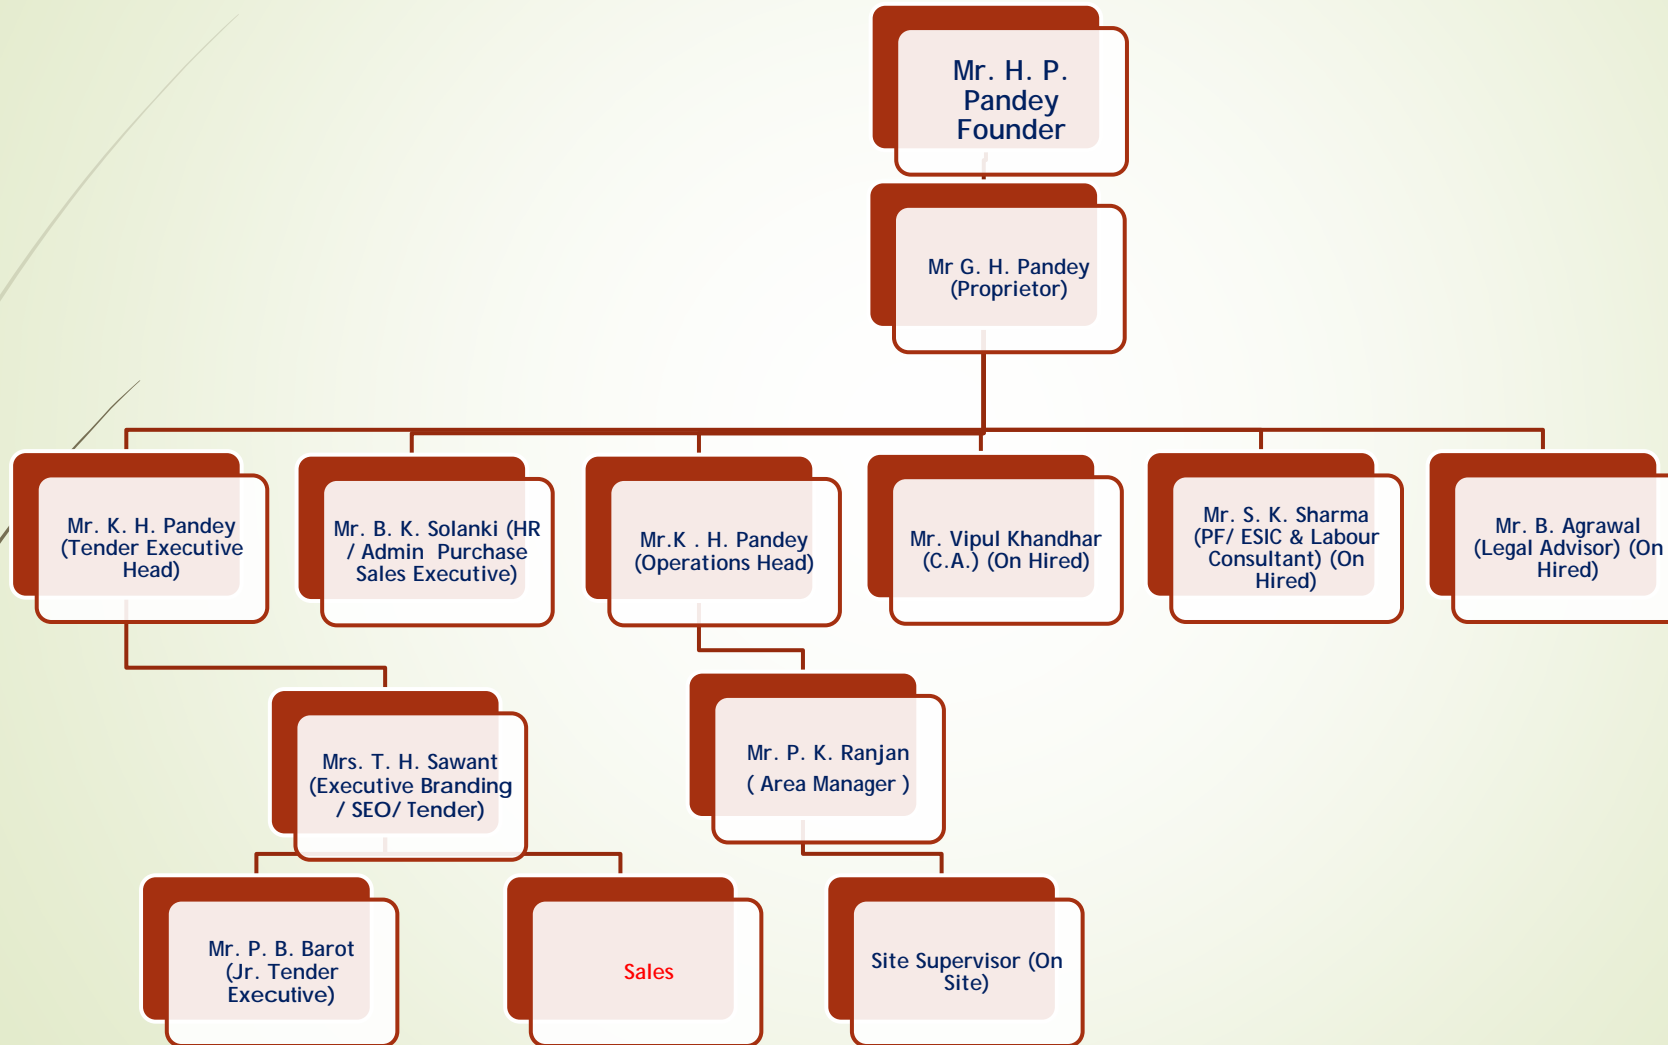 Mr. H. P.
Pandey
Founder
Mr G. H. Pandey
(Proprietor)
Mr. K. H. Pandey
(Tender Executive
Head)
Mr. B. K. Solanki (HR
/ Admin  Purchase
Sales Executive)
Mr.K . H. Pandey
(Operations Head)
Mr. Vipul Khandhar
(C.A.) (On Hired)
Mr. S. K. Sharma
(PF/ ESIC & Labour
Consultant) (On
Hired)
Mr. B. Agrawal
(Legal Advisor) (On
Hired)
Mrs. T. H. Sawant
(Executive Branding
/ SEO/ Tender)
Mr. P. K. Ranjan
( Area Manager )
Mr. P. B. Barot
(Jr. Tender
Executive)
Sales
Site Supervisor (On
Site)